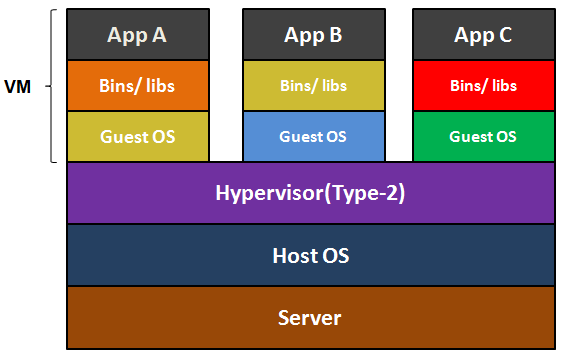 App A
App B
App C
VM
Bins/ libs
Bins/ libs
Bins/ libs
Guest OS
Guest OS
Guest OS
Hypervisor(Type-2)
Host OS
Server